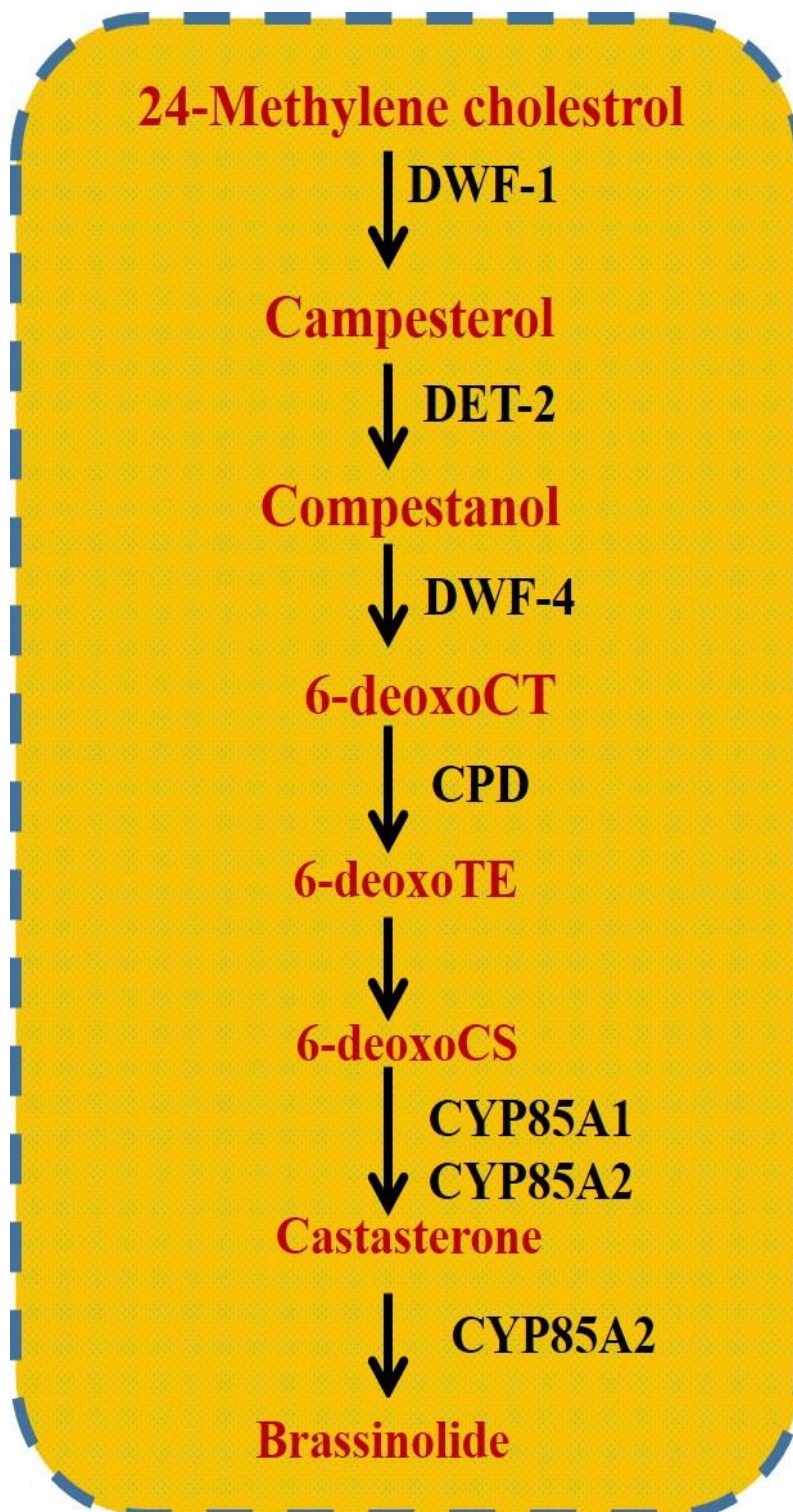 24-Methylene cholestrol
DWF-1
Campesterol
DET-2
Compestanol
DWF-4
6-deoxoCT
CPD
6-deoxoTE
6-deoxoCS
CYP85A1
CYP85A2
Castasterone
CYP85A2
Brassinolide